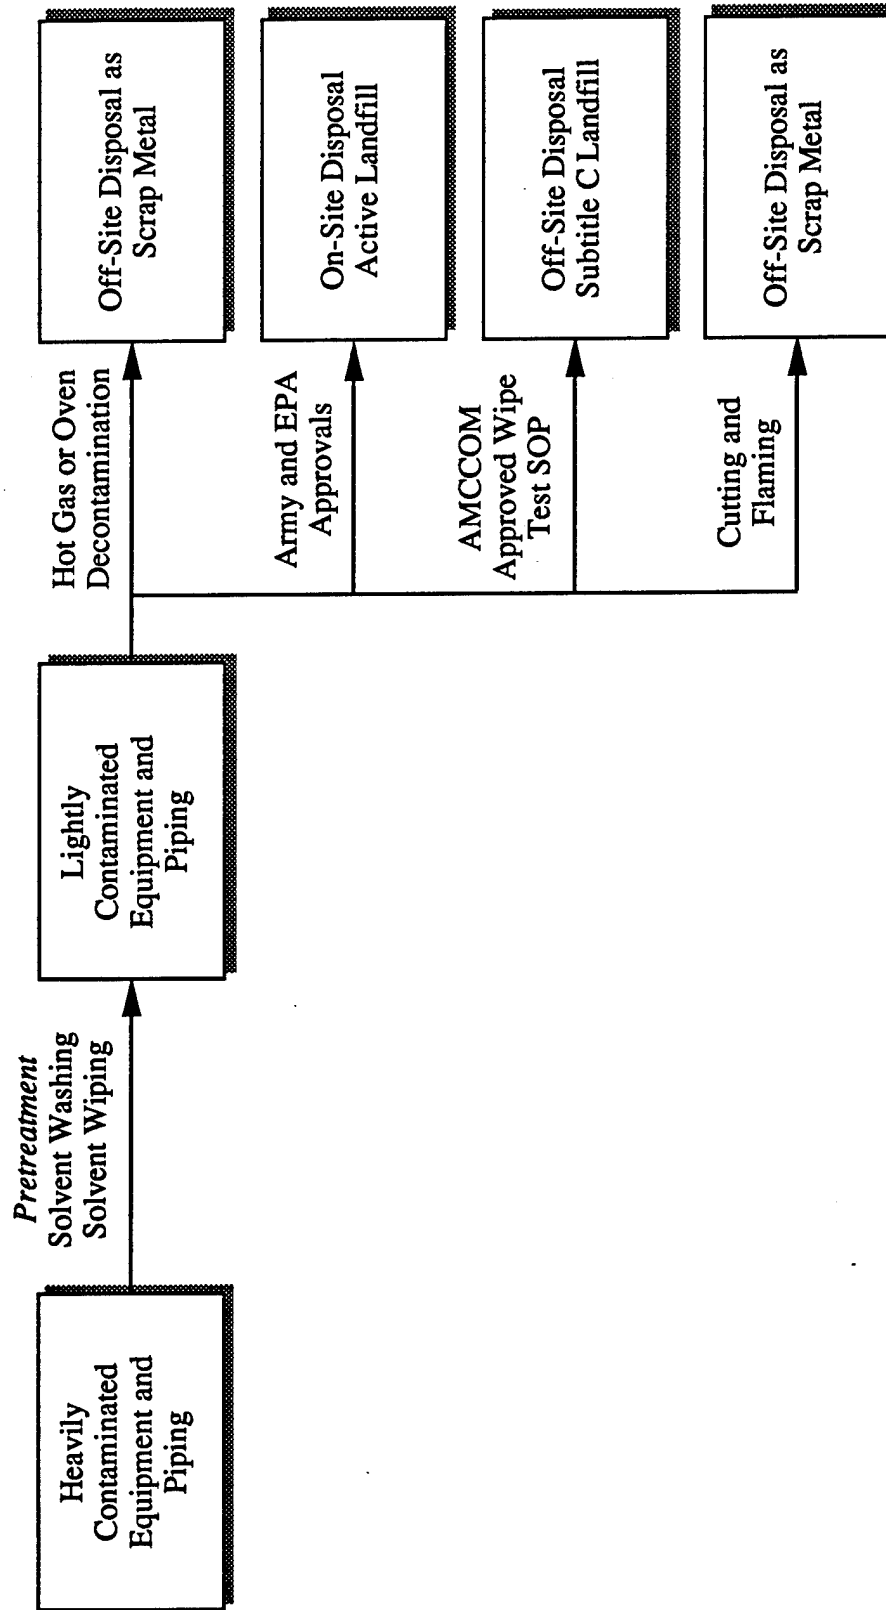 Heavily
Contaminated
Equipment and
Piping
Pretreatment
Solvent Washing
Solvent Wiping
Lightly
Contaminated
Equipment and
Piping
Hot Gas or Oven
Decontamination
Off-Site Disposal as
Scrap Metal
Army and EPA
Approvals
On-Site Disposal
Active Landfill
AMCCOM
Approved Wipe
Test SOP
Off-Site Disposal
Subtitle C Landfill
Cutting and
Flaming
Off-Site Disposal as
Scrap Metal